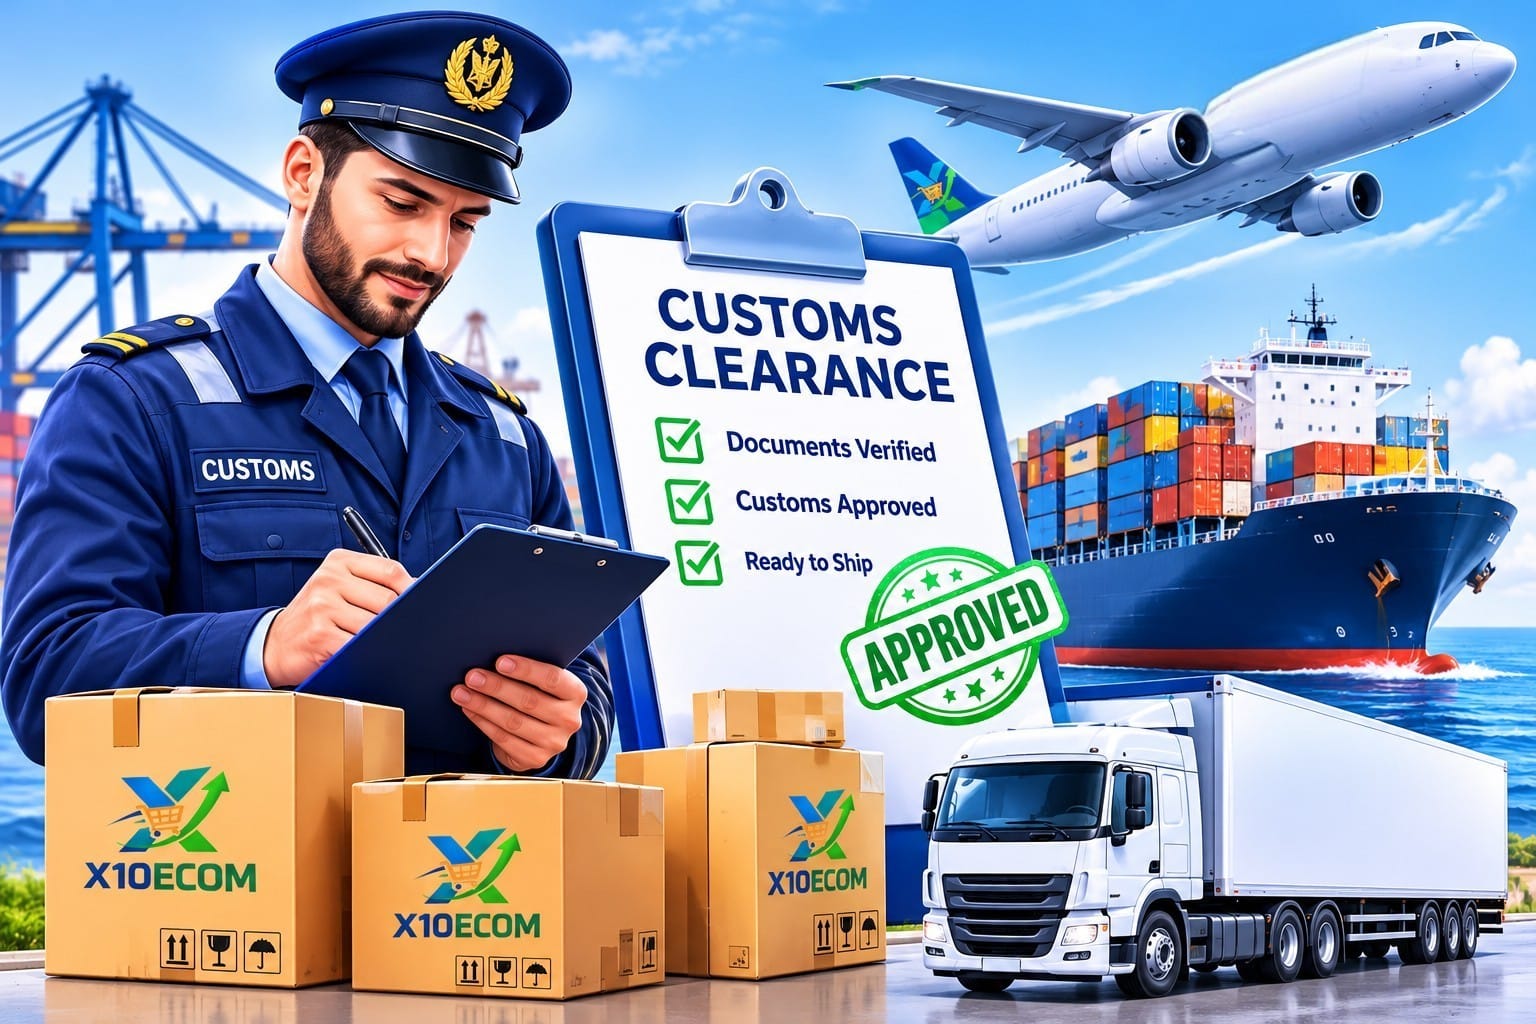 CUSTOMS
CLEARANCE
Documents Verified
Customs Approved
Ready to Ship
APPROVED
CUSTOMS
X10ECOM
X10ECOM
X10ECOM